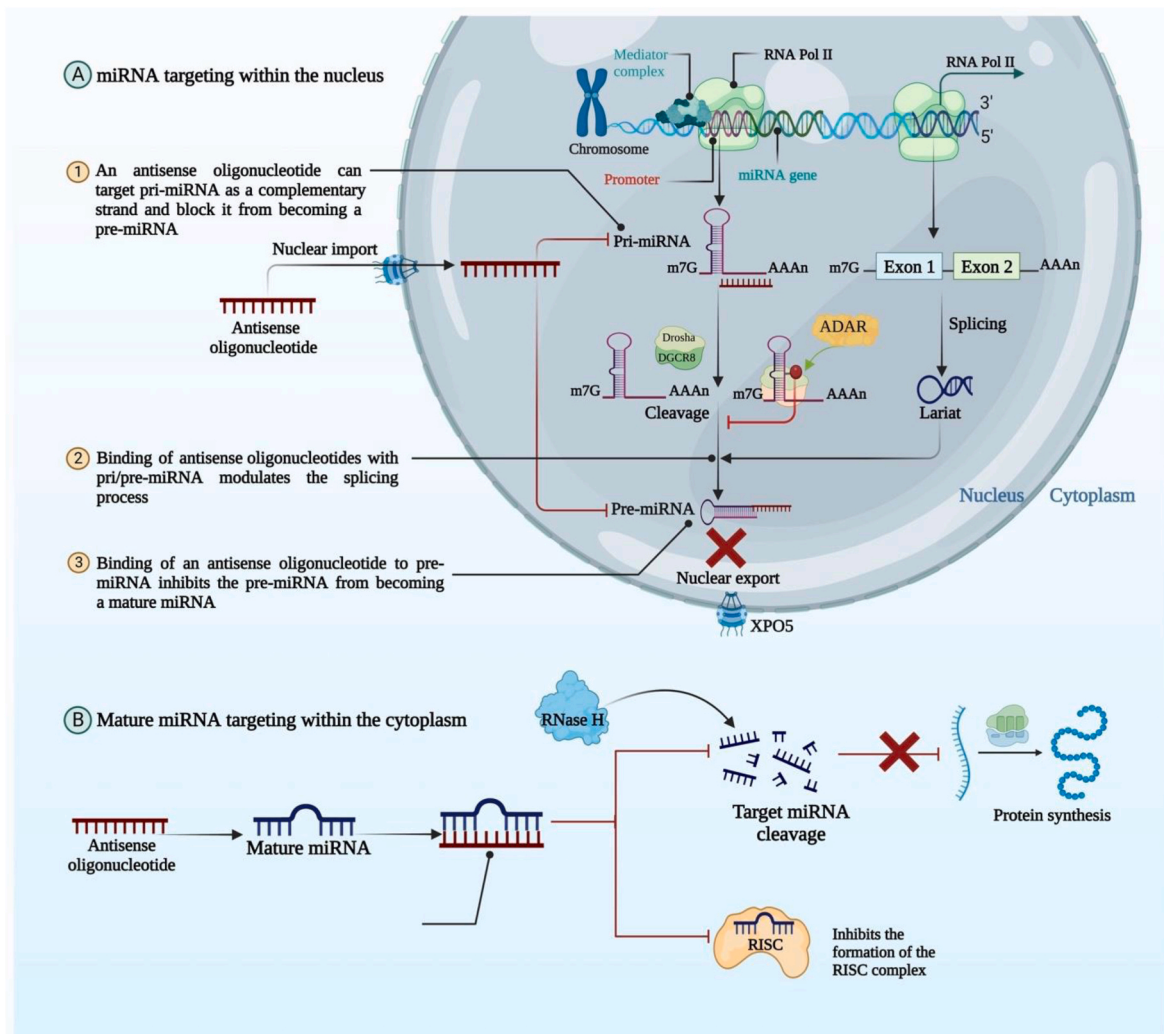 A miRNA targeting within the nucleus
Mediator
complex
RNA Pol II
RNA Pol II
3'
5'
Chromosome
Promoter
miRNA gene
1 An antisense oligonucleotide can
target pri-miRNA as a complementary
strand and block it from becoming a
pre-miRNA
Nuclear import
Antisense
oligonucleotide
Pri-miRNA
m7G
AAAn
m7G
Exon 1
Exon 2
AAAn
Splicing
Lariat
Drosha
DGCR8
ADAR
m7G
AAAn
m7G
AAAn
Cleavage
2 Binding of antisense oligonucleotides with
pri/pre-miRNA modulates the splicing
process
Nucleus
Cytoplasm
Pre-miRNA
3 Binding of an antisense oligonucleotide to pre-
miRNA inhibits the pre-miRNA from becoming
a mature miRNA
Nuclear export
XPO5
B Mature miRNA targeting within the cytoplasm
RNase H
Antisense
oligonucleotide
Mature miRNA
Target miRNA
cleavage
Protein synthesis
RISC
Inhibits the
formation of the
RISC complex